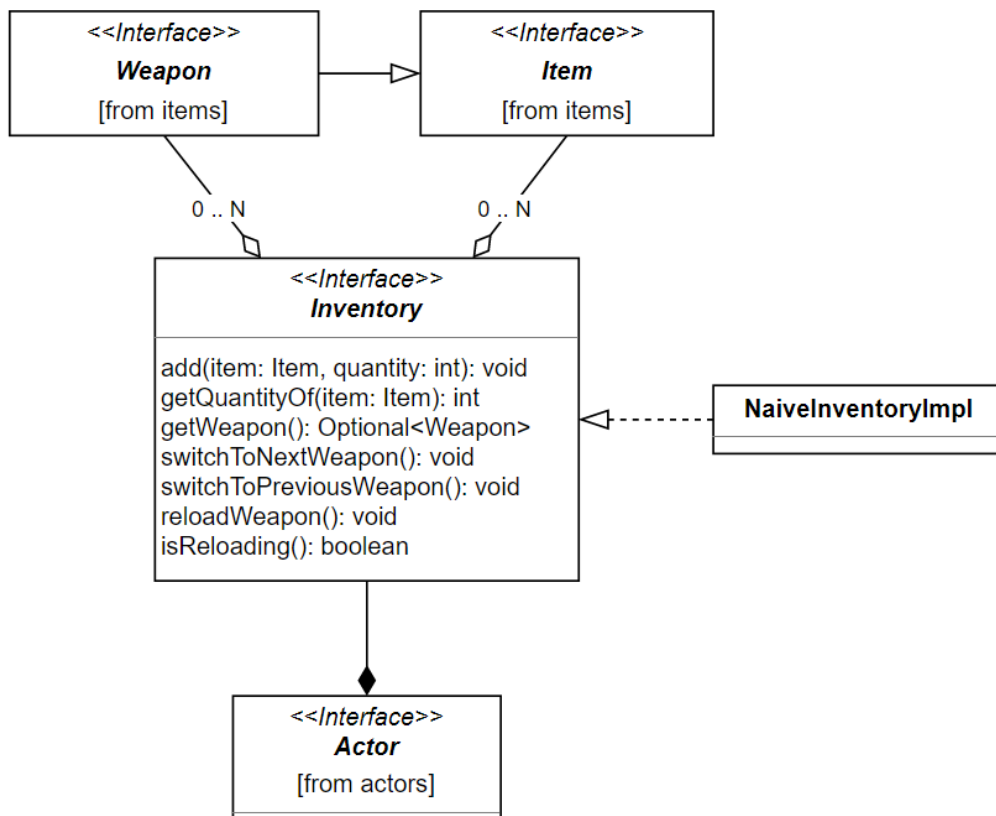 <<Interface>>
Weapon
[from items]
<<Interface>>
Item
[from items]
0 .. N
0 .. N
<<Interface>>
Inventory
add(item: Item, quantity: int): void
getQuantityOf(item: Item): int
getWeapon(): Optional<Weapon>
switchToNextWeapon(): void
switchToPreviousWeapon(): void
reloadWeapon(): void
isReloading(): boolean
NaiveInventoryImpl
<<Interface>>
Actor
[from actors]